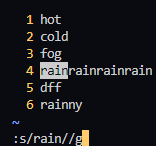 1 hot
2 cold
3 fog
4 rainrainrainrain
5 dff
6 rainny
~
:s/rain//g